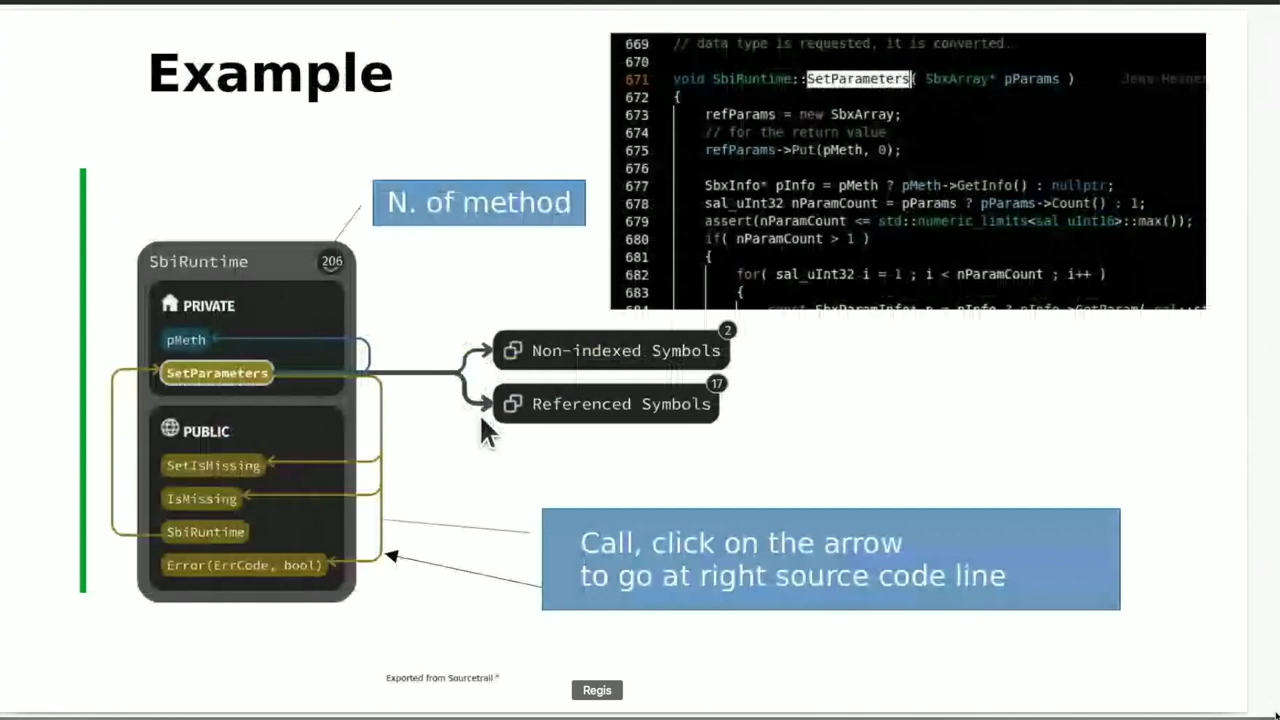 Example
669 // data type is requested, it is converted.
670
671 void SbiRuntime::SetParameters( SbxArray* pParams )
672 {
673 refParams = new SbxArray;
674 // for the return value
675 refParams->Put(pMeth, 0);
676
677 SbxInfo* pInfo = pMeth ? pMeth->GetInfo() : nullptr;
678 sal_uInt32 nParamCount = pParams ? pParams->Count() : 1;
679 assert(nParamCount <= std::numeric_limits<sal_uInt16>::max());
680 if( nParamCount > 1 )
681 {
682 for( sal_uInt32 i = 1 ; i < nParamCount ; i++ )
683 {
N. of method
SbiRuntime 206
PRIVATE
pMeth
SetParameters
Non-indexed Symbols 2
Referenced Symbols 17
PUBLIC
SetIsMissing
IsMissing
SbiRuntime
Error(ErrCode, bool)
Call, click on the arrow
to go at right source code line
Exported from Sourcetrail
Regis